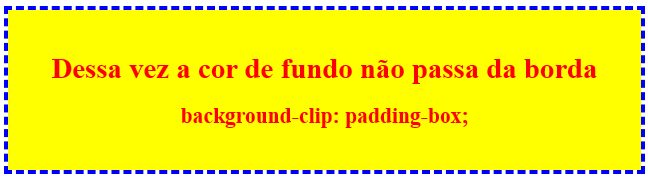 Dessa vez a cor de fundo não passa da borda
background-clip: padding-box;